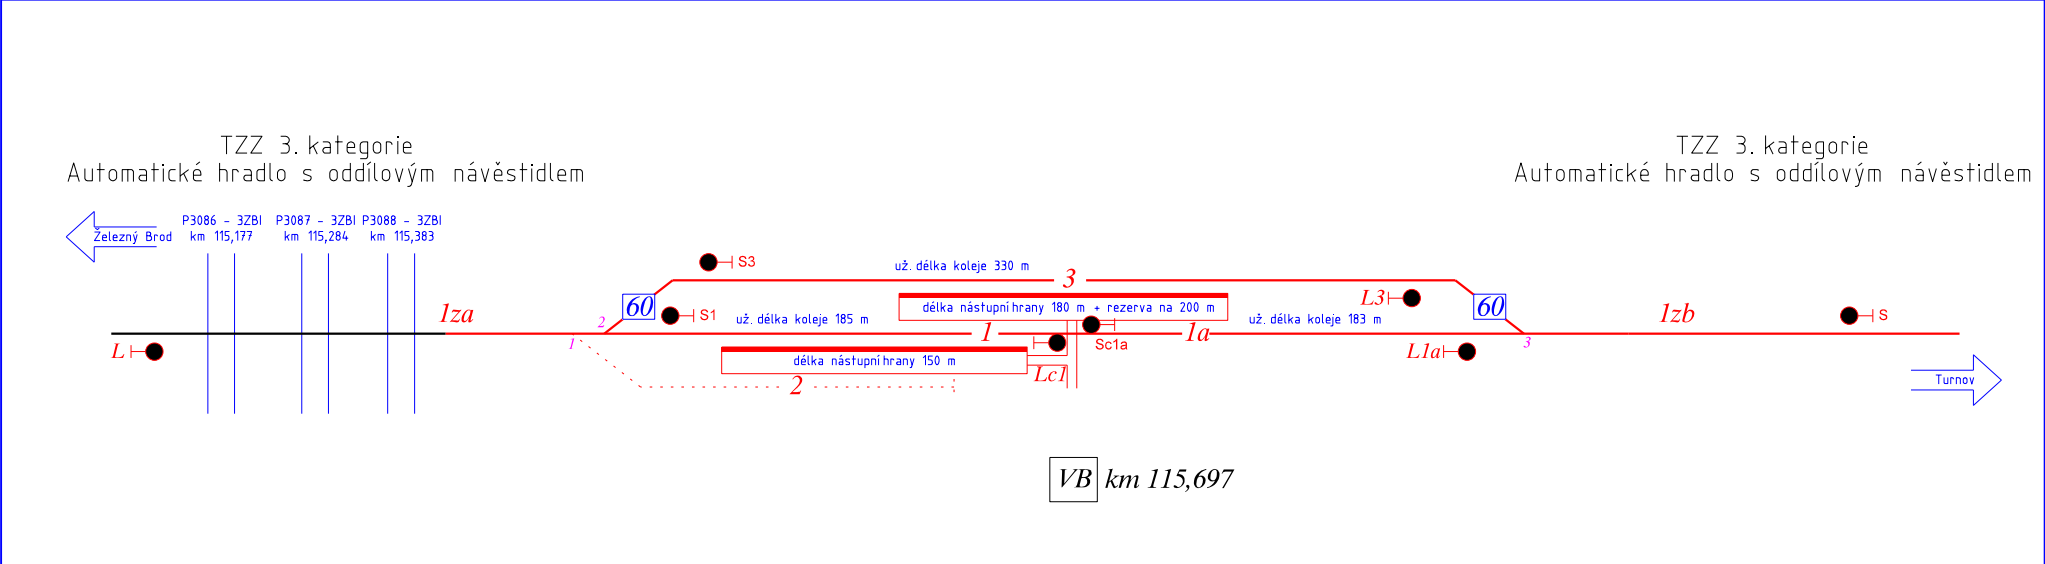 TZZ 3. kategorie
Automatické hradlo s oddílovým návěstidlem
TZZ 3. kategorie
Automatické hradlo s oddílovým návěstidlem
P3086 - 3ZBI
km 115,177
P3087 - 3ZBI
km 115,284
P3088 - 3ZBI
km 115,383
Železný Brod
S3
už. délka koleje 330 m
3
60
60
L3
délka nástupní hrany 180 m + rezerva na 200 m
1za
S1
už. délka koleje 185 m
už. délka koleje 183 m
1zb
S
2
1
1
1a
Sc1a
3
L
L1a
délka nástupní hrany 150 m
Lc1
2
Turnov
VB km 115,697